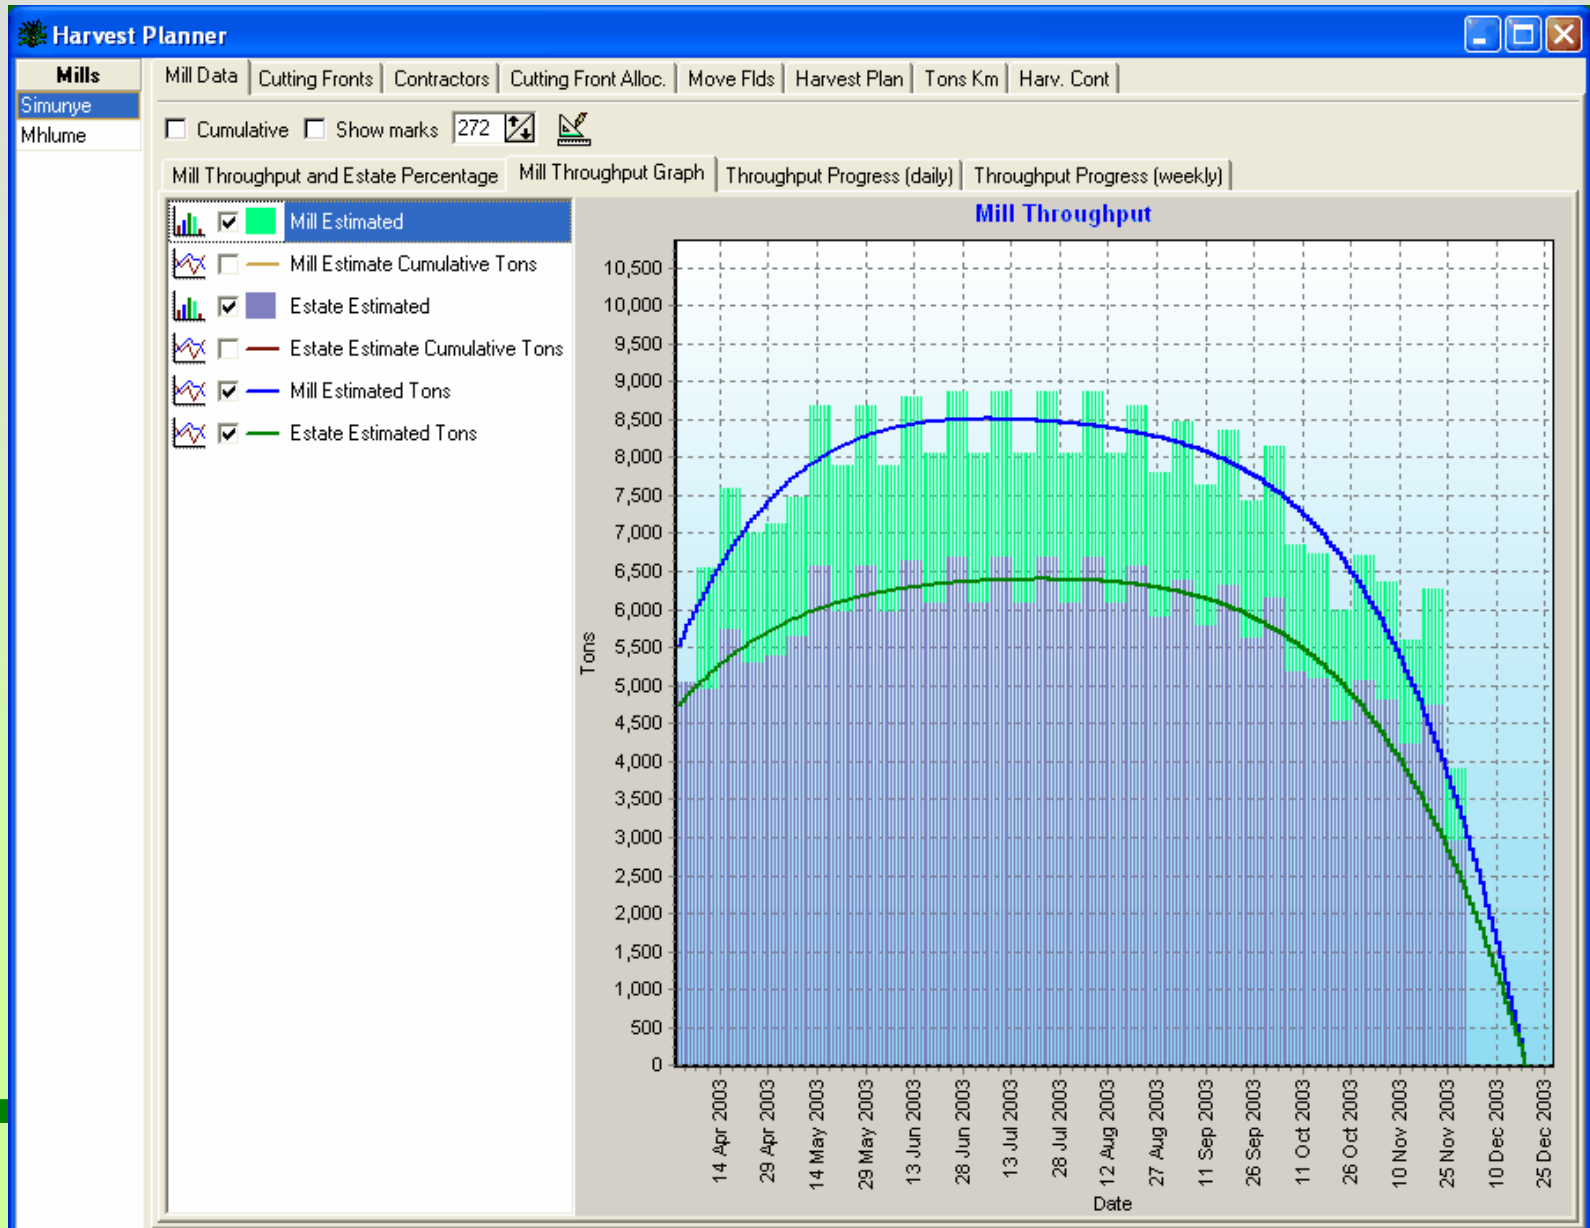 Harvest Planner
Mills
Simunye
Mhlume
Mill Data Cutting Fronts Contractors Cutting Front Alloc. Move Flds Harvest Plan Tons Km Harv. Cont
Cumulative Show marks 272
Mill Throughput and Estate Percentage Mill Throughput Graph Throughput Progress (daily) Throughput Progress (weekly)
Mill Estimated
Mill Estimate Cumulative Tons
Estate Estimated
Estate Estimate Cumulative Tons
Mill Estimated Tons
Estate Estimated Tons
Mill Throughput
10,500
10,000
9,500
9,000
8,500
8,000
7,500
7,000
6,500
6,000
5,500
5,000
4,500
4,000
3,500
3,000
2,500
2,000
1,500
1,000
500
0
Tons
14 Apr 2003
29 Apr 2003
14 May 2003
29 May 2003
13 Jun 2003
28 Jun 2003
13 Jul 2003
28 Jul 2003
12 Aug 2003
27 Aug 2003
11 Sep 2003
26 Sep 2003
11 Oct 2003
26 Oct 2003
10 Nov 2003
25 Nov 2003
10 Dec 2003
25 Dec 2003
Date